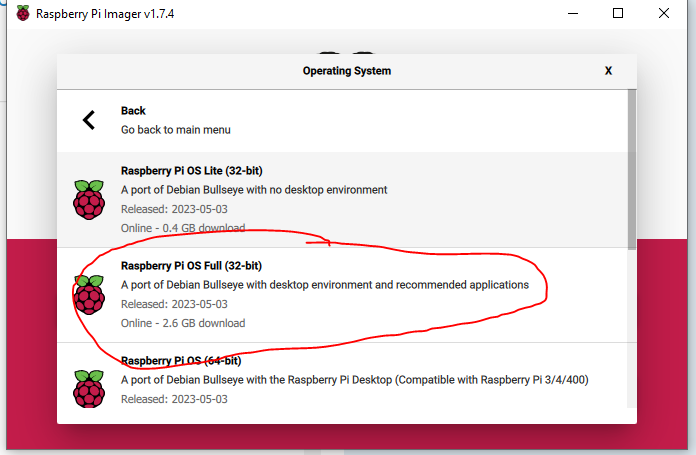 Raspberry Pi Imager v1.7.4
Operating System
X
Back
Go back to main menu
Raspberry Pi OS Lite (32-bit)
A port of Debian Bullseye with no desktop environment
Released: 2023-05-03
Online - 0.4 GB download
Raspberry Pi OS Full (32-bit)
A port of Debian Bullseye with desktop environment and recommended applications
Released: 2023-05-03
Online - 2.6 GB download
Raspberry Pi OS (64-bit)
A port of Debian Bullseye with the Raspberry Pi Desktop (Compatible with Raspberry Pi 3/4/400)
Released: 2023-05-03